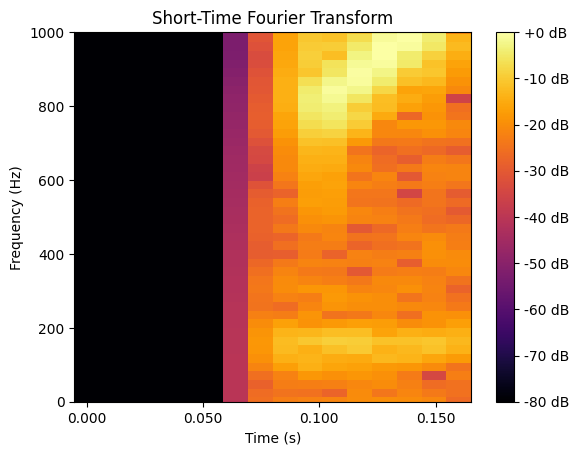 Short-Time Fourier Transform
1000
800
600
400
200
0
Frequency (Hz)
0.000
0.050
0.100
0.150
Time (s)
+0 dB
-10 dB
-20 dB
-30 dB
-40 dB
-50 dB
-60 dB
-70 dB
-80 dB